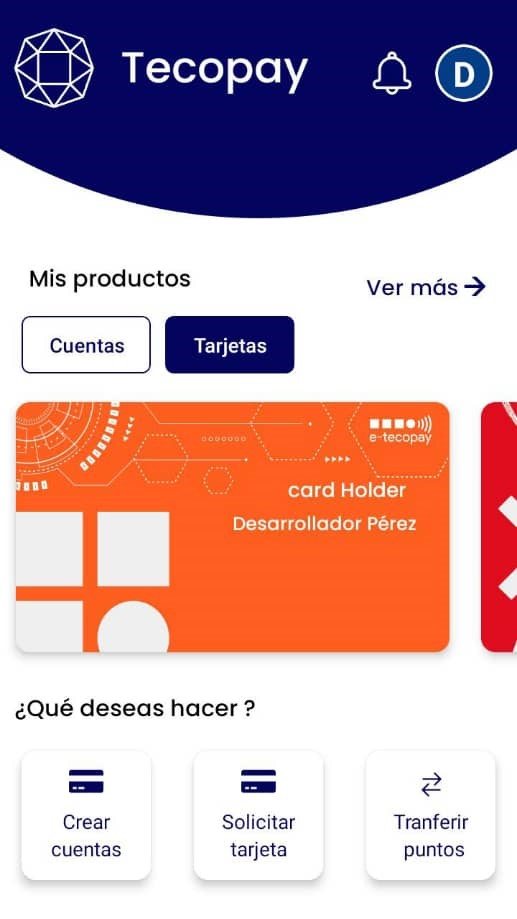 Tecopay
D
Mis productos
Ver más
Cuentas
Tarjetas
e-tecopay
card Holder
Desarrollador Pérez
¿Qué deseas hacer ?
Crear
cuentas
Solicitar
tarjeta
Tranferir
puntos